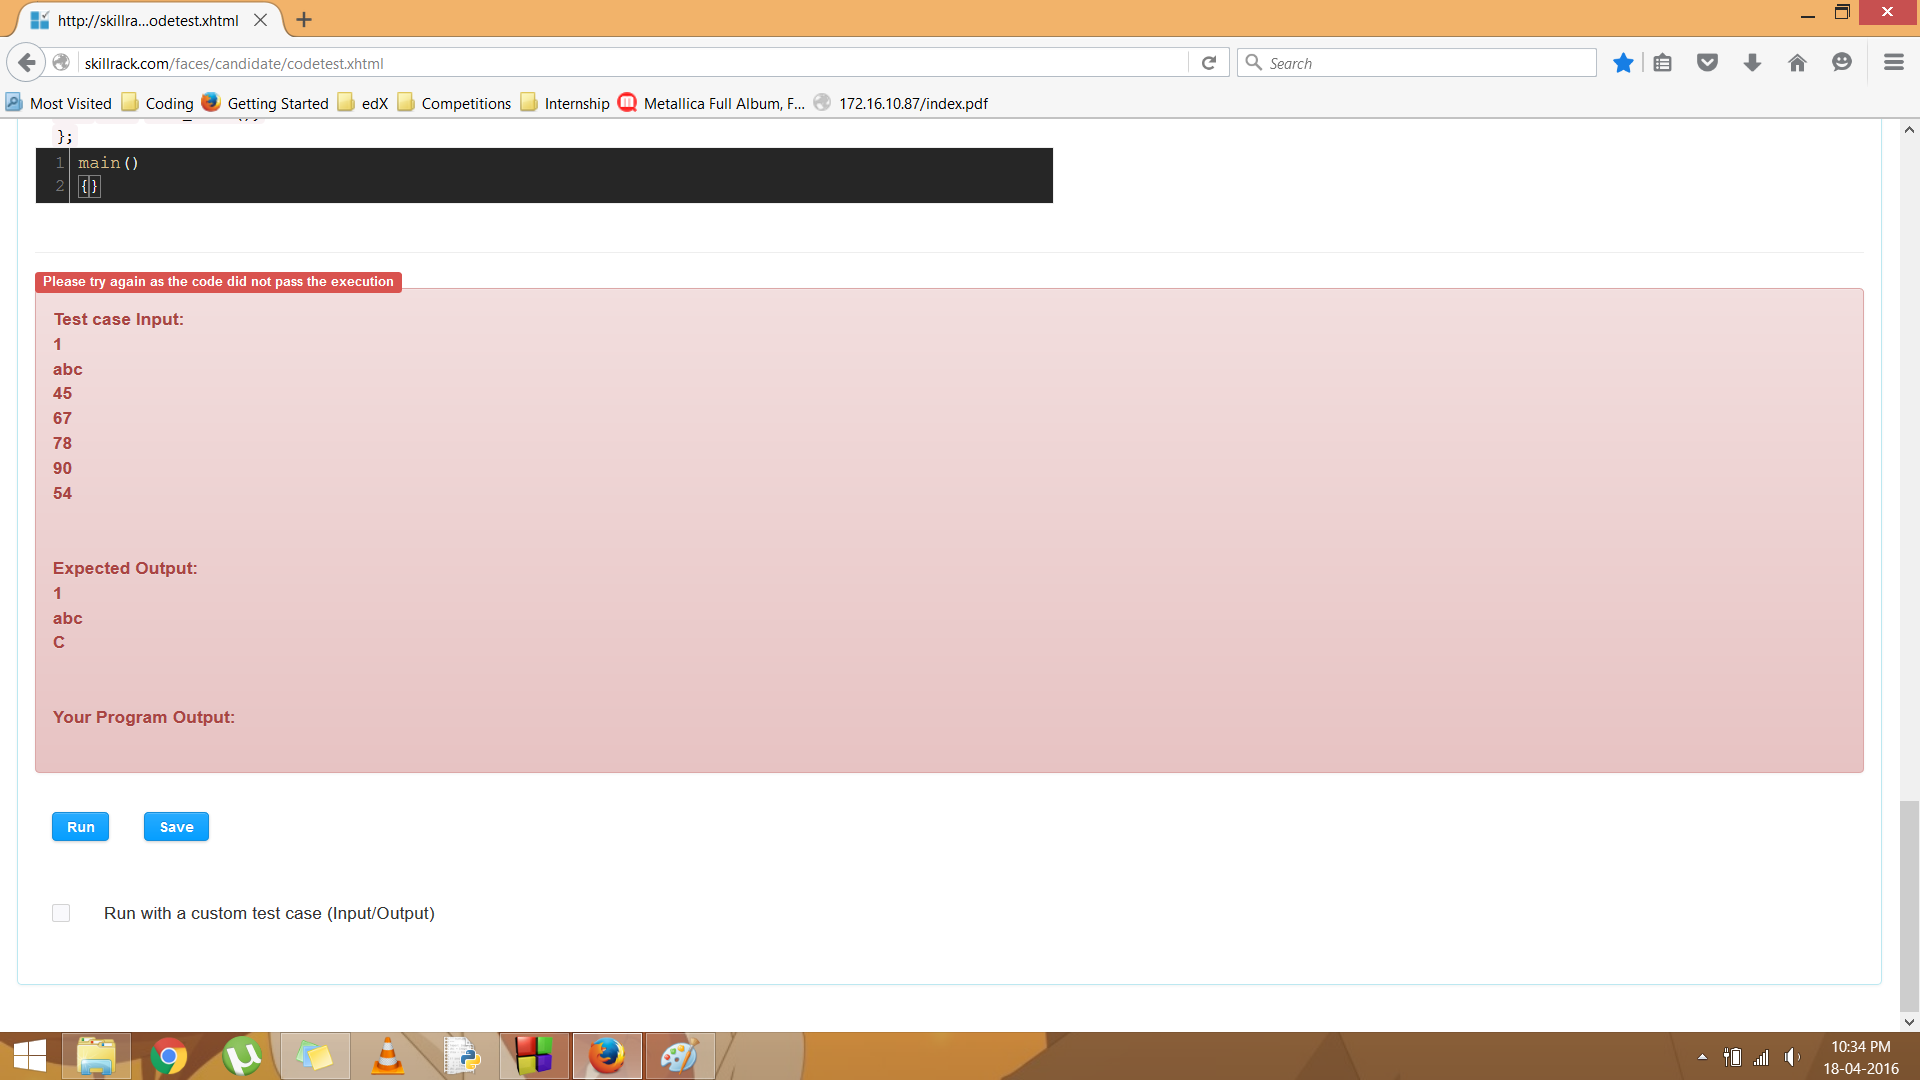 http://skillra...odetest.xhtml
skillrack.com/faces/candidate/codetest.xhtml
Search
Most Visited Coding Getting Started edX Competitions Internship Metallica Full Album, F... 172.16.10.87/index.pdf
};
1 main()
2 {}
Please try again as the code did not pass the execution
Test case Input:
1
abc
45
67
78
90
54
Expected Output:
1
abc
C
Your Program Output:
Run Save
Run with a custom test case (Input/Output)
10:34 PM
18-04-2016